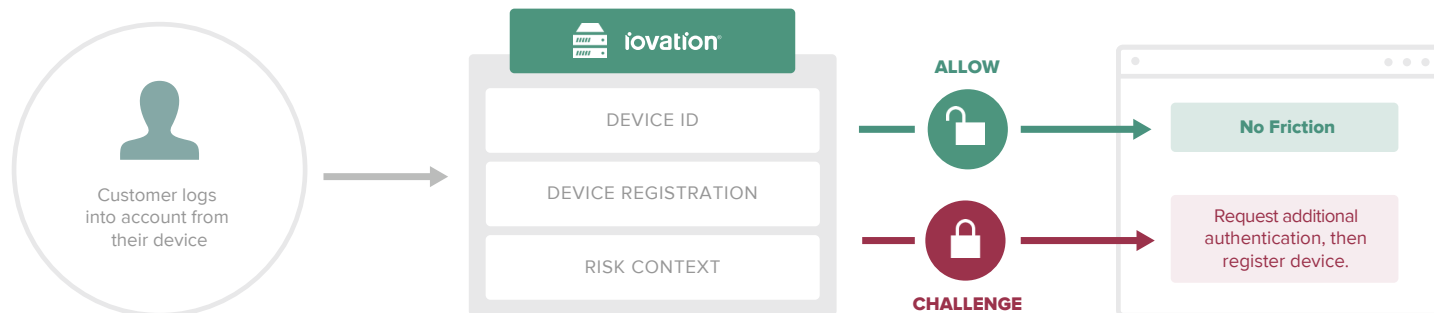 Customer logs
into account from
their device
iovation®
DEVICE ID
DEVICE REGISTRATION
RISK CONTEXT
ALLOW
No Friction
CHALLENGE
Request additional
authentication, then
register device.